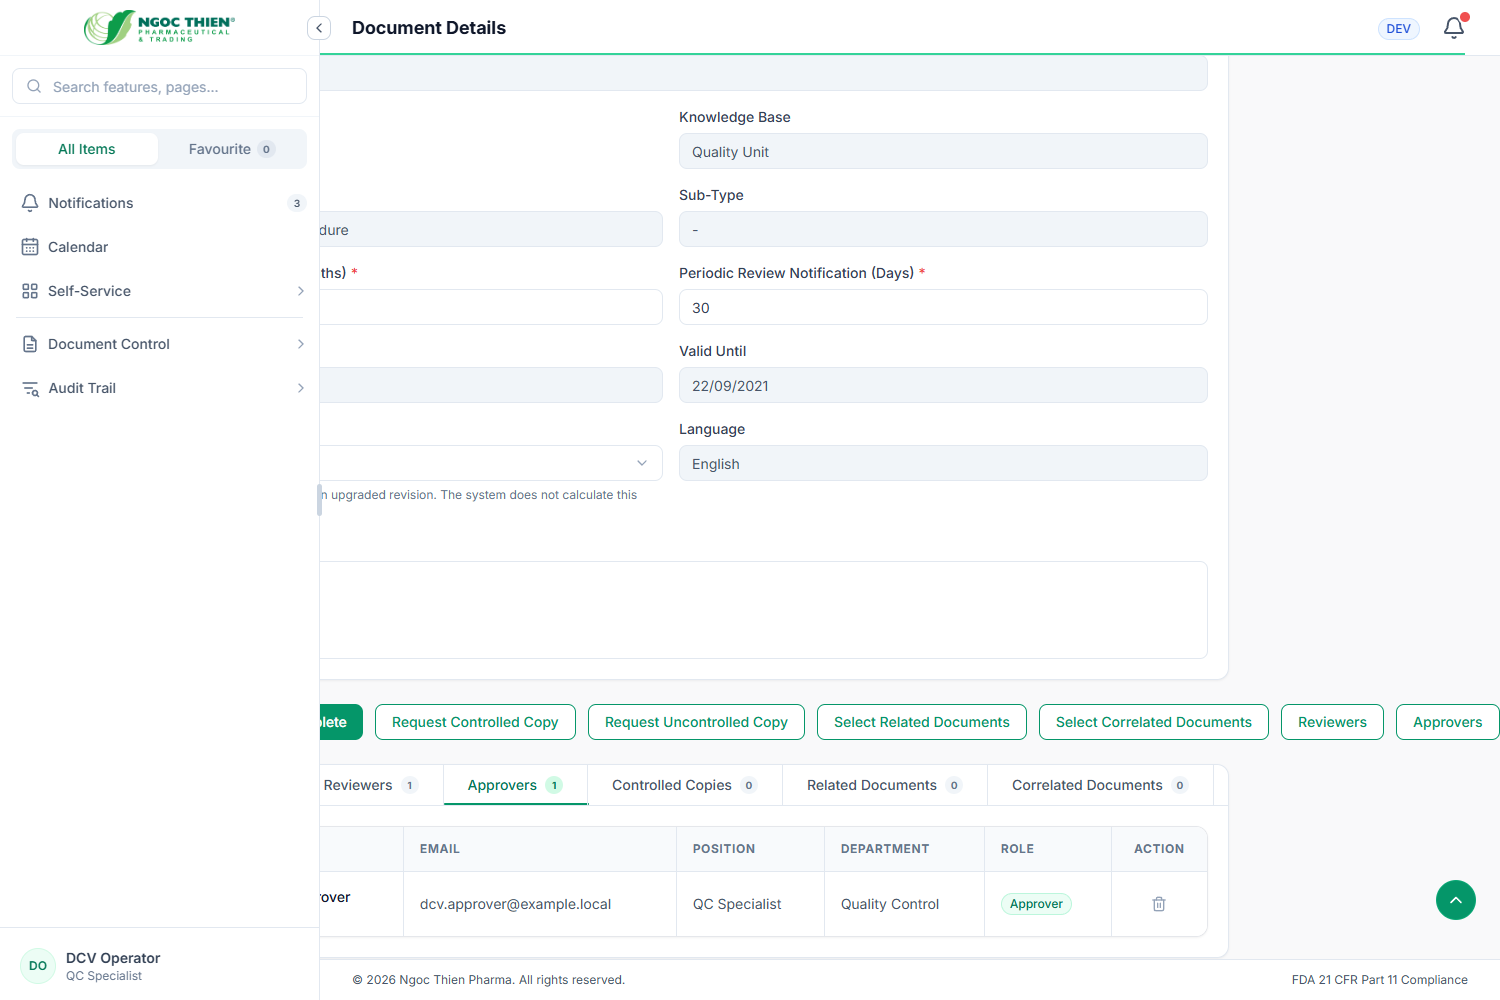 NGOC THIEN®
PHARMACEUTICAL
& TRADING
Document Details
DEV
Search features, pages...
All Items
Favourite 0
Notifications 3
Calendar
Self-Service
Document Control
Audit Trail
Knowledge Base
Quality Unit
Sub-Type
dure
-
ths) *
Periodic Review Notification (Days) *
30
Valid Until
22/09/2021
Language
English
n upgraded revision. The system does not calculate this
plete
Request Controlled Copy
Request Uncontrolled Copy
Select Related Documents
Select Correlated Documents
Reviewers
Approvers
Reviewers 1
Approvers 1
Controlled Copies 0
Related Documents 0
Correlated Documents 0
EMAIL
POSITION
DEPARTMENT
ROLE
ACTION
rover
dcv.approver@example.local
QC Specialist
Quality Control
Approver
DO
DCV Operator
QC Specialist
© 2026 Ngoc Thien Pharma. All rights reserved.
FDA 21 CFR Part 11 Compliance